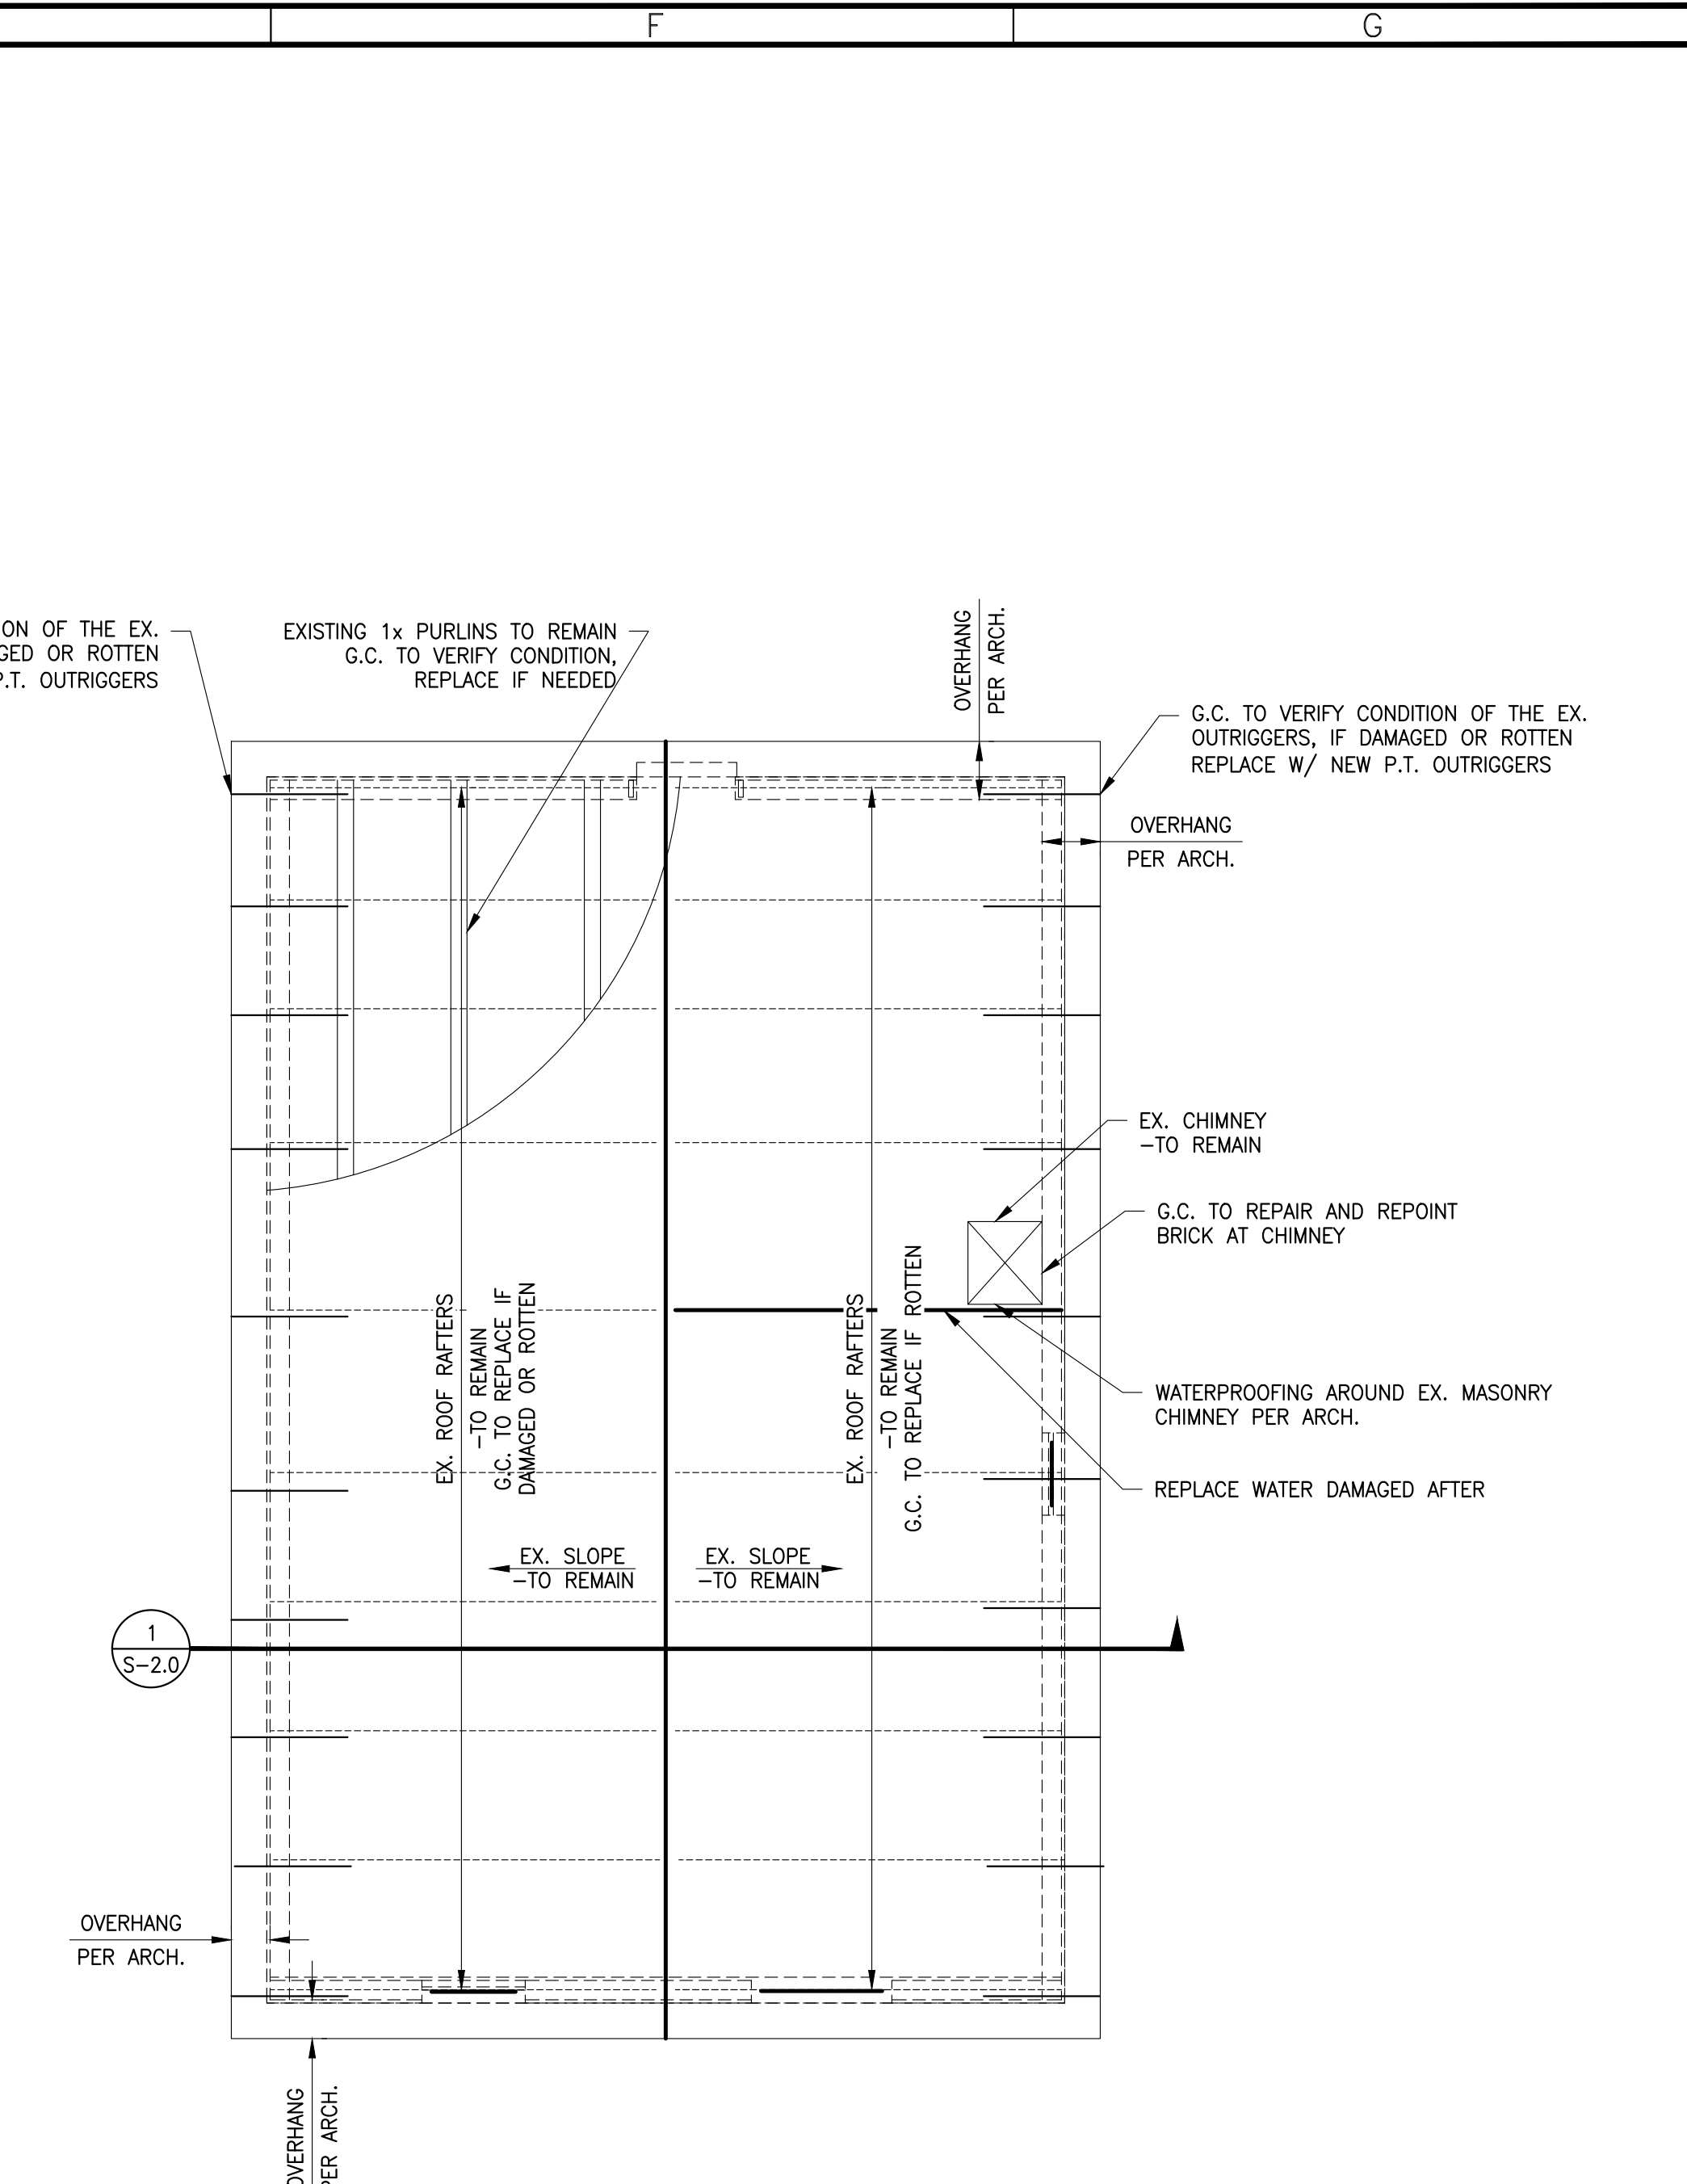 F
G
ON OF THE EX.
GED OR ROTTEN
P.T. OUTRIGGERS
EXISTING 1x PURLINS TO REMAIN
G.C. TO VERIFY CONDITION,
REPLACE IF NEEDED
OVERHANG
PER ARCH.
G.C. TO VERIFY CONDITION OF THE EX.
OUTRIGGERS, IF DAMAGED OR ROTTEN
REPLACE W/ NEW P.T. OUTRIGGERS
OVERHANG
PER ARCH.
EX. CHIMNEY
-TO REMAIN
G.C. TO REPAIR AND REPOINT
BRICK AT CHIMNEY
EX. ROOF RAFTERS
-TO REMAIN
G.C. TO REPLACE IF
DAMAGED OR ROTTEN
EX. ROOF RAFTERS
-TO REMAIN
G.C. TO REPLACE IF ROTTEN
WATERPROOFING AROUND EX. MASONRY
CHIMNEY PER ARCH.
REPLACE WATER DAMAGED AFTER
EX. SLOPE
-TO REMAIN
EX. SLOPE
-TO REMAIN
1
S-2.0
OVERHANG
PER ARCH.
OVERHANG
PER ARCH.